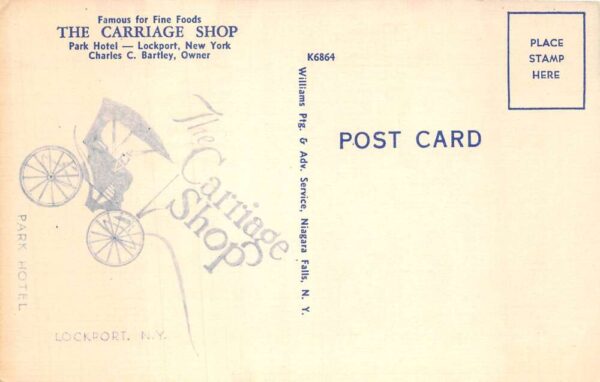 Famous for Fine Foods
THE CARRIAGE SHOP
Park Hotel — Lockport, New York
Charles C. Bartley, Owner
The
Carriage
Shop
PARK HOTEL
LOCKPORT. N.Y.
K6864
Williams Ptg. & Adv. Service, Niagara Falls, N. Y.
POST CARD
PLACE
STAMP
HERE